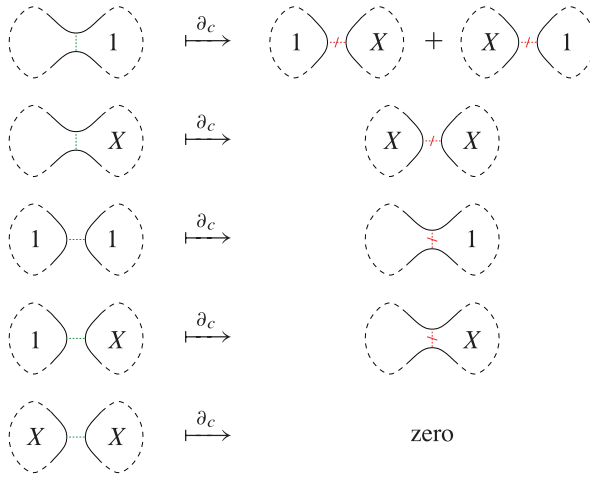 1 ∂c 1 X + X 1
X ∂c X X
1 1 ∂c 1
1 X ∂c X
X X ∂c zero